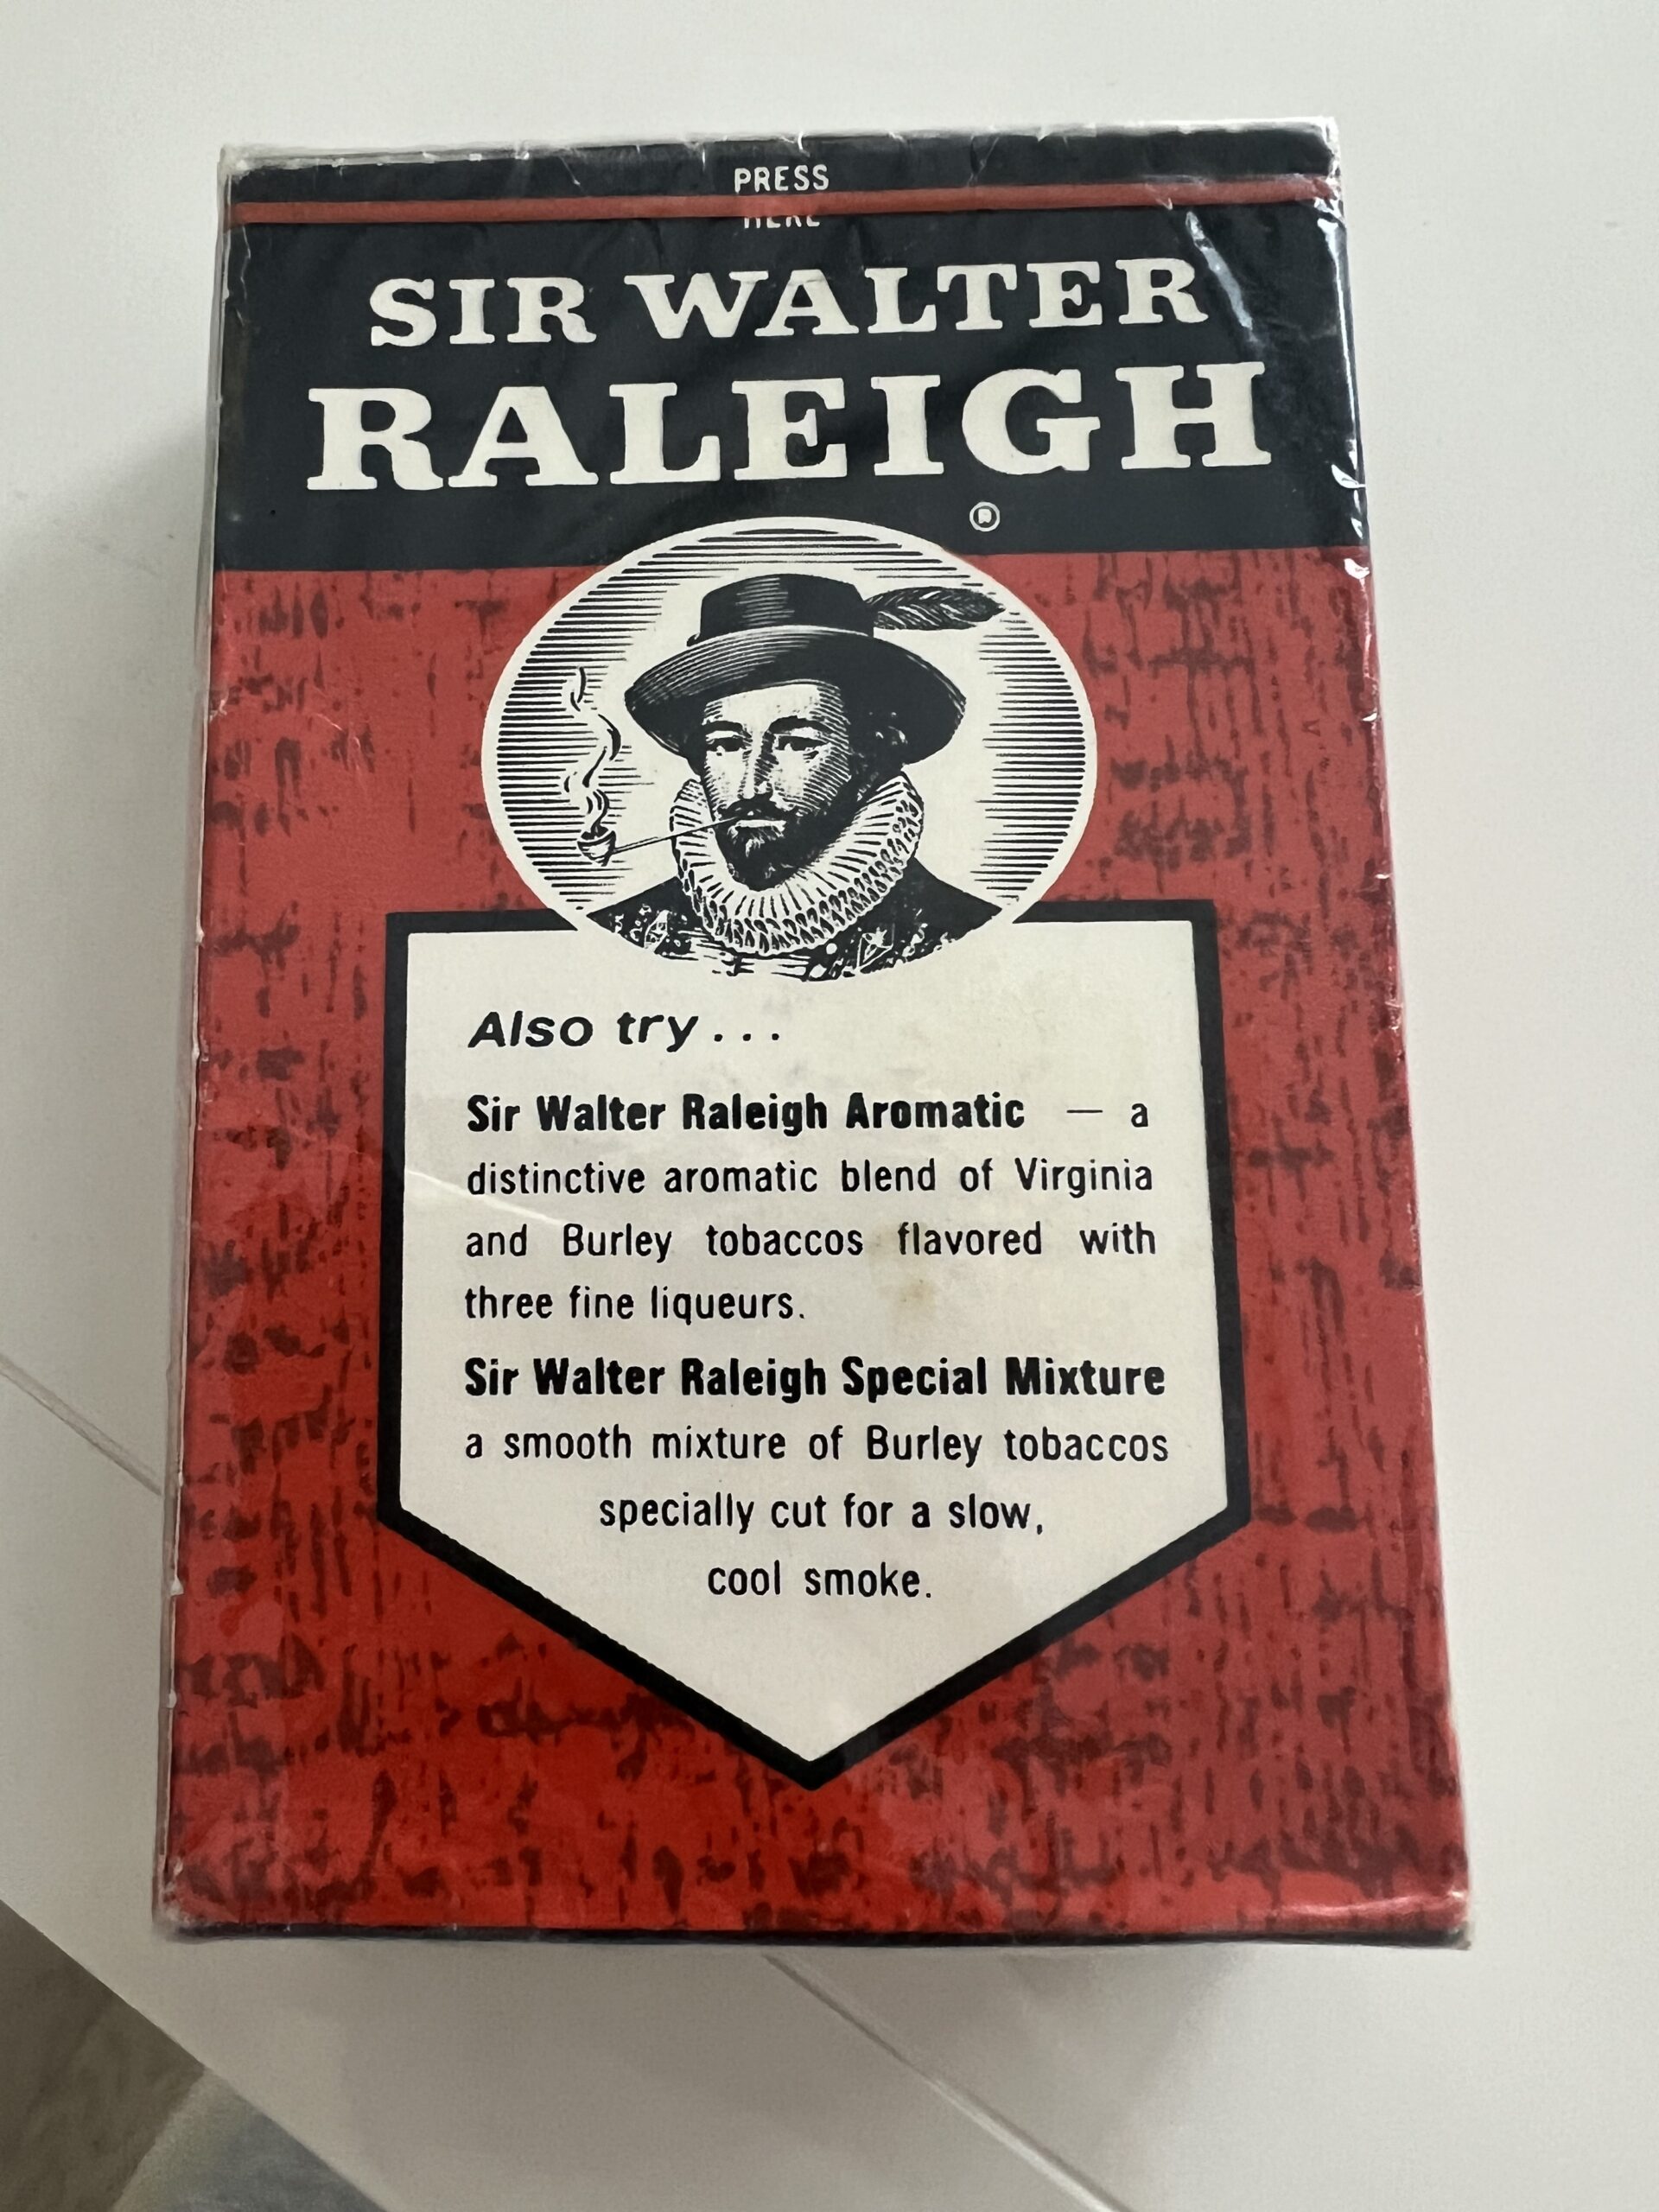 PRESS
HERE
SIR WALTER
RALEIGH
®
Also try...
Sir Walter Raleigh Aromatic — a
distinctive aromatic blend of Virginia
and Burley tobaccos flavored with
three fine liqueurs.
Sir Walter Raleigh Special Mixture
a smooth mixture of Burley tobaccos
specially cut for a slow,
cool smoke.